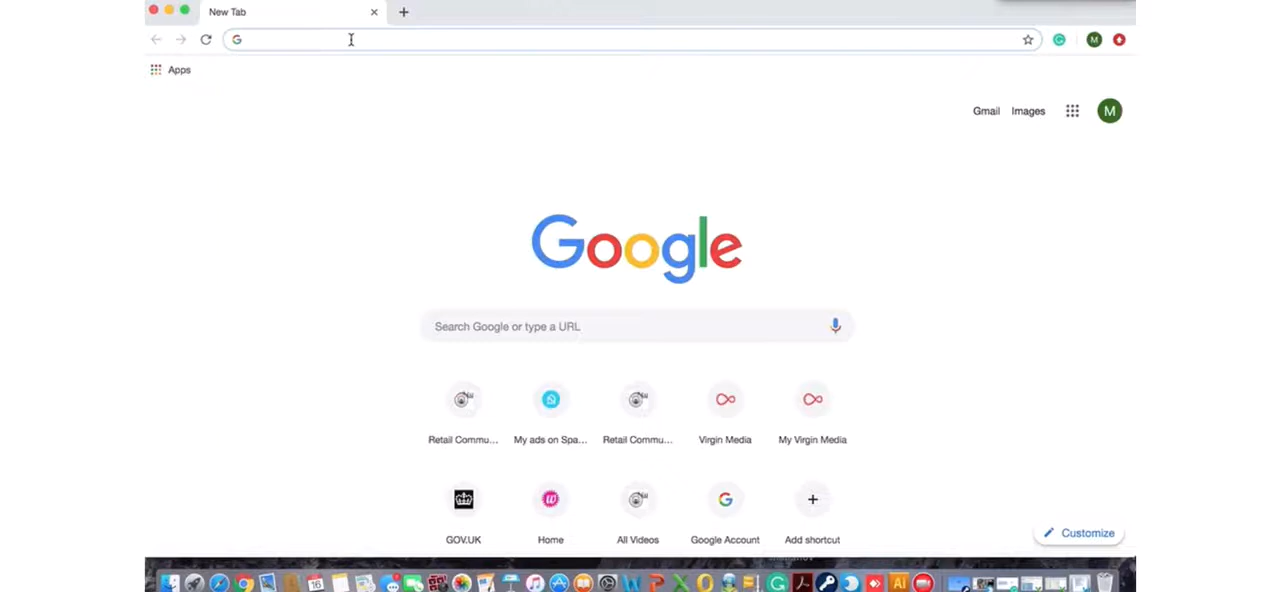 New Tab
Apps
Gmail Images M
Google
Search Google or type a URL
Retail Commu... My ads on Spa... Retail Commu... Virgin Media My Virgin Media
GOV.UK Home All Videos Google Account Add shortcut
Customize